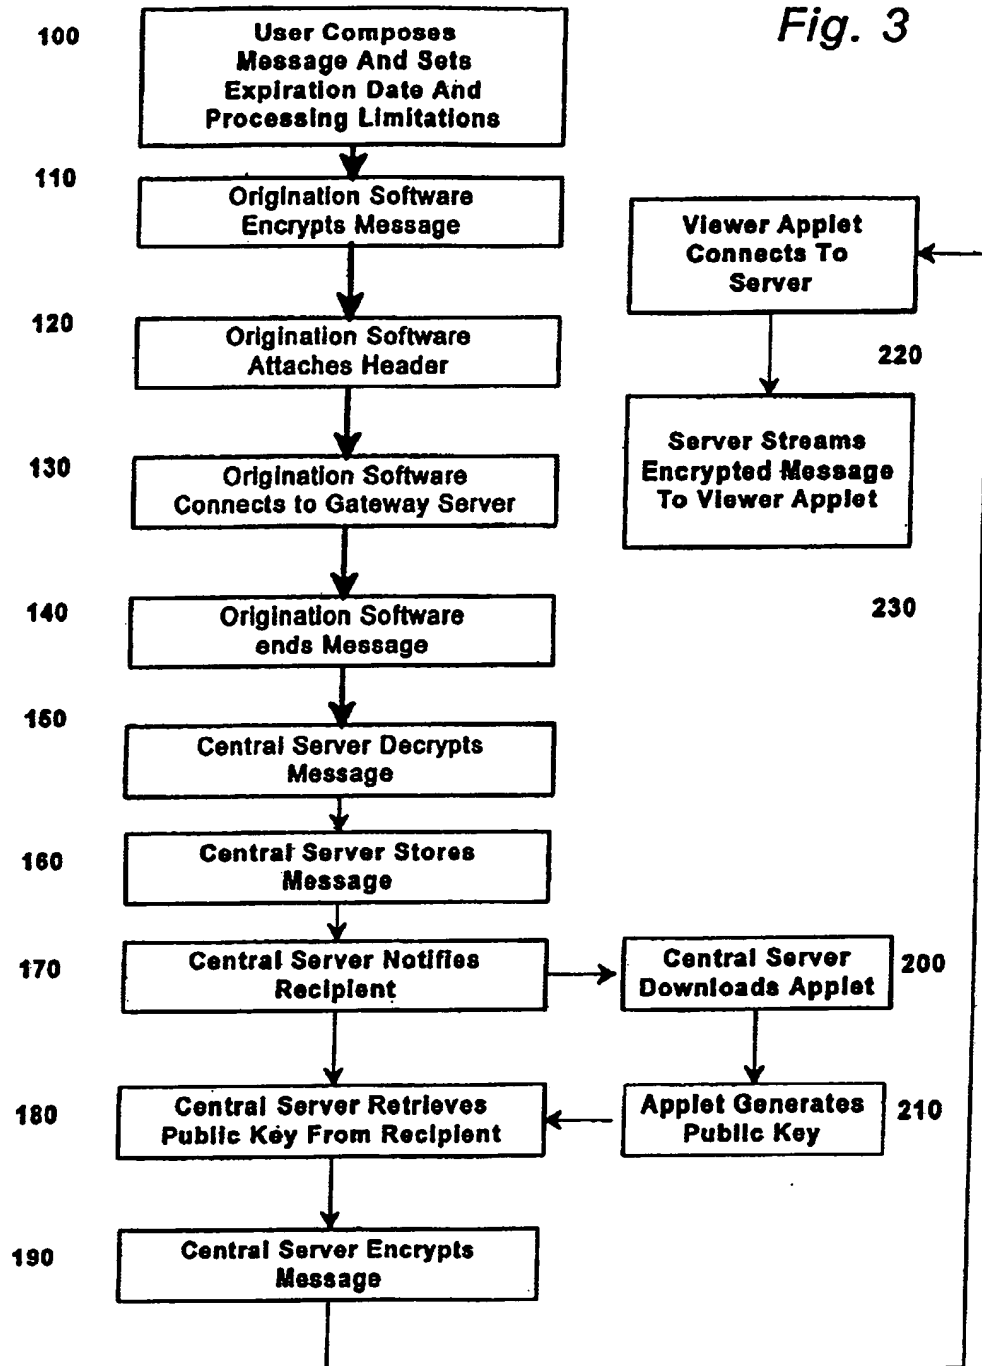 Fig. 3
100
User Composes
Message And Sets
Expiration Date And
Processing Limitations
110
Origination Software
Encrypts Message
120
Origination Software
Attaches Header
130
Origination Software
Connects to Gateway Server
140
Origination Software
ends Message
150
Central Server Decrypts
Message
160
Central Server Stores
Message
170
Central Server Notifies
Recipient
180
Central Server Retrieves
Public Key From Recipient
190
Central Server Encrypts
Message
Central Server
Downloads Applet
200
Applet Generates
Public Key
210
Viewer Applet
Connects To
Server
220
Server Streams
Encrypted Message
To Viewer Applet
230